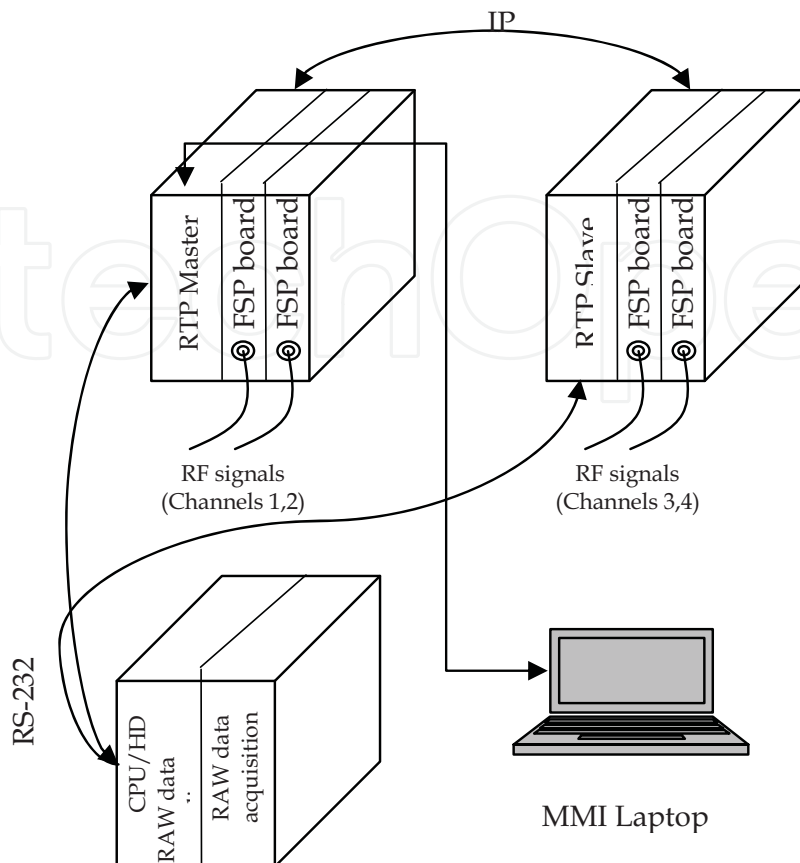 IP
RTP Master
FSP board
FSP board
RTP Slave
FSP board
FSP board
RF signals
(Channels 1,2)
RF signals
(Channels 3,4)
RS-232
CPU/HD
RAW data
RAW data
acquisition
MMI Laptop